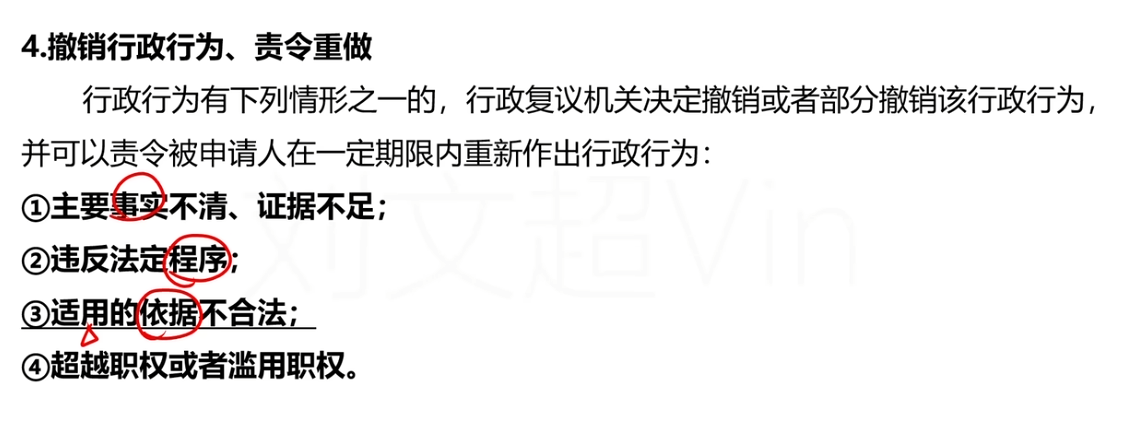 4.撤销行政行为、责令重做
行政行为有下列情形之一的，行政复议机关决定撤销或者部分撤销该行政行为，
并可以责令被申请人在一定期限内重新作出行政行为：
①主要事实不清、证据不足；
②违反法定程序；
③适用的依据不合法；
④超越职权或者滥用职权。
刘文超Vin